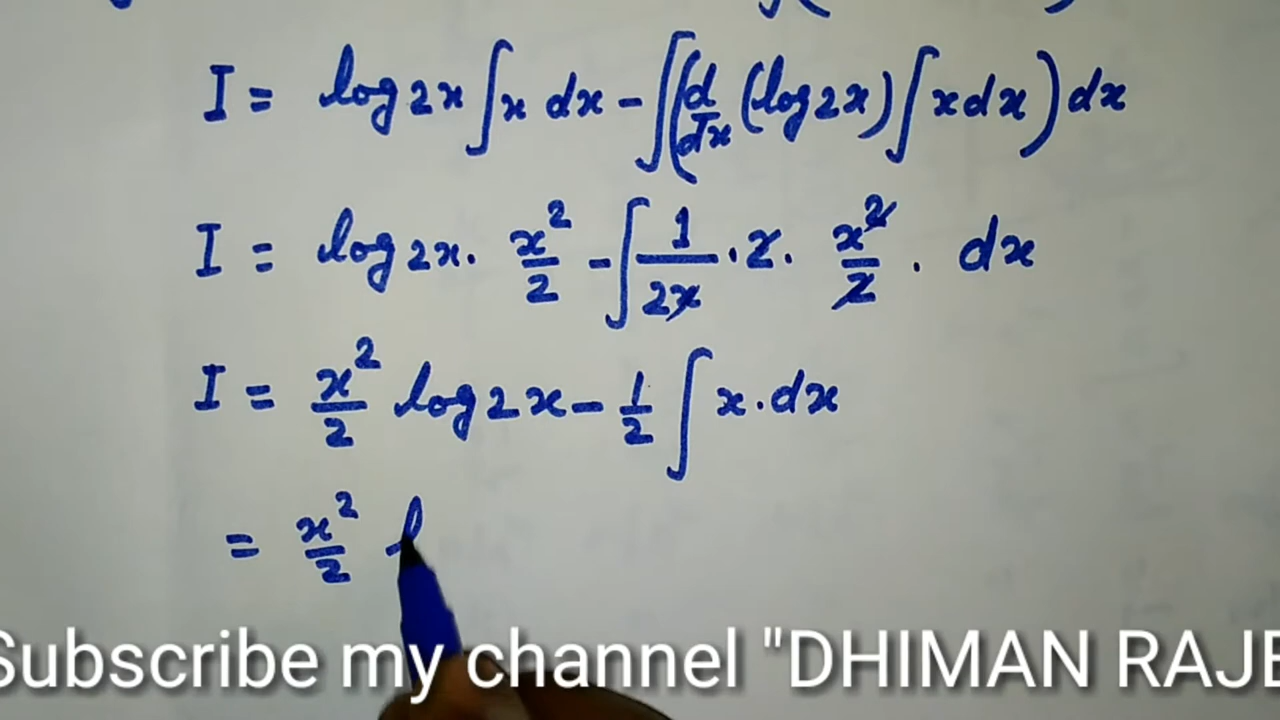 I = log 2x ∫ x dx - ∫ (d/dx (log 2x) ∫ x dx) dx
I = log 2x · x²/2 - ∫ 1/2x · 2 · x²/2 · dx
I = x²/2 log 2x - 1/2 ∫ x · dx
= x²/2 l
Subscribe my channel "DHIMAN RAJE